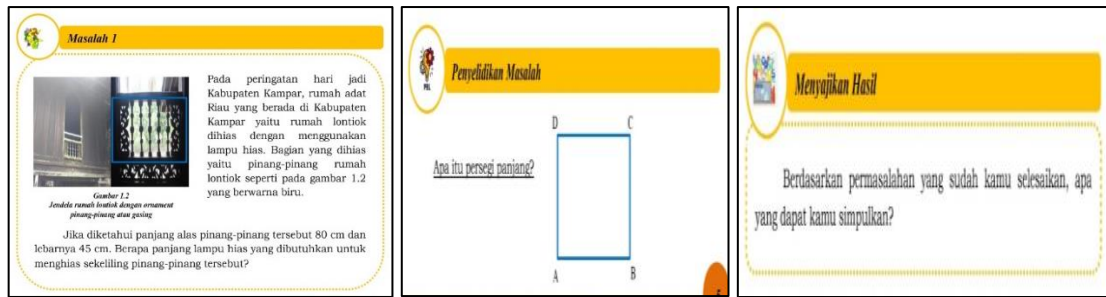 Masalah 1
Pada peringatan hari jadi
Kabupaten Kampar, rumah adat
Riau yang berada di Kabupaten
Kampar yaitu rumah lontiok
dihias dengan menggunakan
lampu hias. Bagian yang dihias
yaitu pinang-pinang rumah
lontiok seperti pada gambar 1.2
yang berwarna biru.
Gambar 1.2
Jendela rumah lontiok dengan ornament
pinang-pinang atau gasing
Jika diketahui panjang alas pinang-pinang tersebut 80 cm dan
lebarnya 45 cm. Berapa panjang lampu hias yang dibutuhkan untuk
menghias sekeliling pinang-pinang tersebut?
PBL
Penyelidikan Masalah
D C
Apa itu persegi panjang?
A B
5
Menyajikan Hasil
Berdasarkan permasalahan yang sudah kamu selesaikan, apa
yang dapat kamu simpulkan?